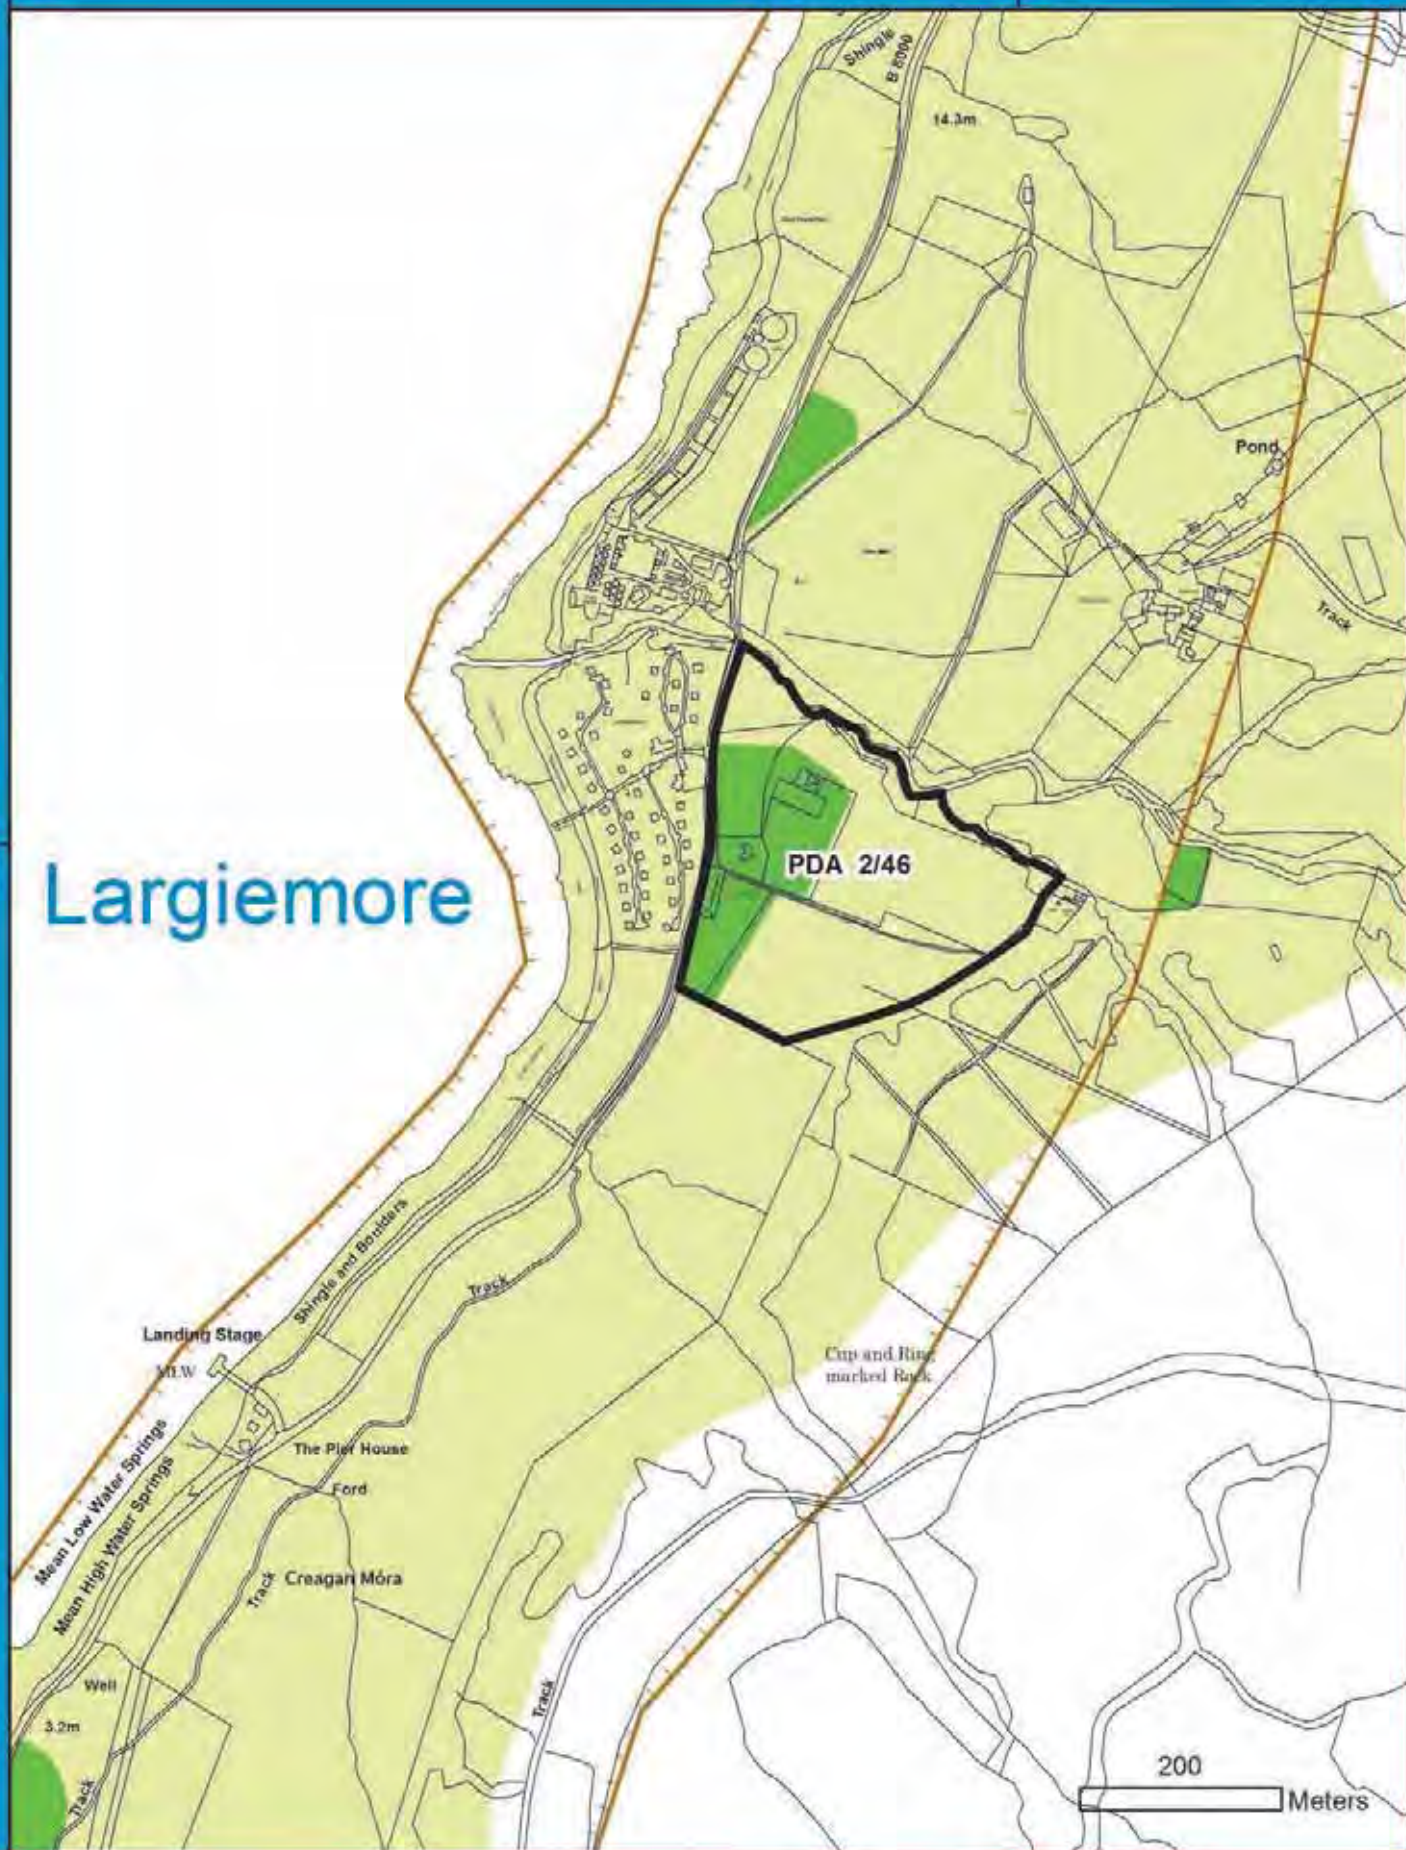 Shingle
B 8000
14.3m
Pond
Track
PDA 2/46
Largiemore
Shingle and Boulders
Track
Landing Stage
MLW
Cup and Ring
marked Rock
Mean Low Water Springs
Mean High Water Springs
The Pier House
Ford
Track
Creagan Móra
Well
Track
3.2m
Track
200
Meters